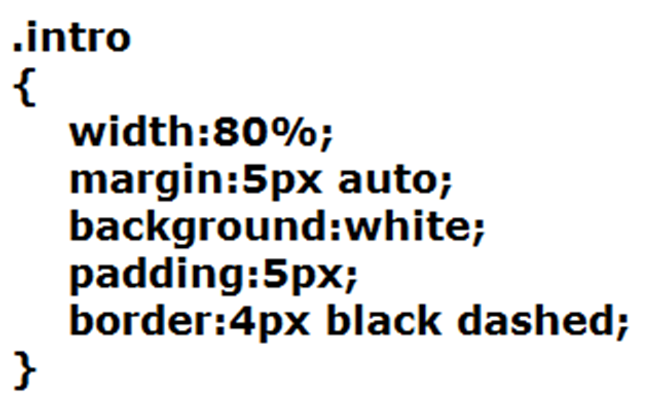 .intro
{
width:80%;
margin:5px auto;
background:white;
padding:5px;
border:4px black dashed;
}